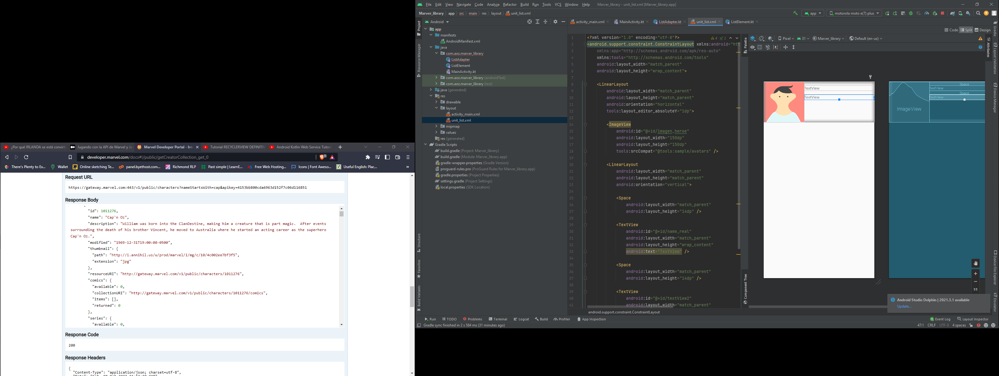 ¿Por qué IRLANDA se está converti
Jugando con la API de Marvel y Ja
Marvel Developer Portal - Int
Tutorial RECYCLERVIEW DEFINITIV
Android Kotlin Web Service Tutori
developer.marvel.com/docs#!/public/getCreatorCollection_get_0
There's Plenty to Ex...
Wallet
Online sketching Te...
panel.byethost.com...
Richmond RLP
Past simple | LearnE...
Free Web Hosting...
Icons | Font Aweso...
Useful English: Plac...
Request URL
https://gateway.marvel.com:443/v1/public/characters?nameStartsWith=cap&apikey=4153bb800cda6963d152f7c06d116851
Response Body
"id": 1011276,
"name": "Cap'n Oz",
"description": "William was born into the ClanDestine, making him a creature that is part magic.  After events
surrounding the death of his brother Vincent, he moved to Australia where he started an acting career as the superhero
Cap'n Oz.",
"modified": "1969-12-31T19:00:00-0500",
"thumbnail": {
"path": "http://i.annihil.us/u/prod/marvel/i/mg/c/10/4c002ee7bf3f5",
"extension": "jpg"
},
"resourceURI": "http://gateway.marvel.com/v1/public/characters/1011276",
"comics": {
"available": 0,
"collectionURI": "http://gateway.marvel.com/v1/public/characters/1011276/comics",
"items": [],
"returned": 0
},
"series": {
"available": 0,
Response Code
200
Response Headers
{
"Content-Type": "application/json; charset=utf-8",
File Edit View Navigate Code Analyze Refactor Build Run Tools VCS Window Help
Marver_library - unit_list.xml [Marver_library.app]
Marver_library app src main res layout unit_list.xml
app
motorola moto e(7) plus
Project
Resource Manager
Structure
Favorites
Build Variants
Android
app
manifests
AndroidManifest.xml
java
com.aoz.marver_library
ListAdapter
ListElement
MainActivity.kt
com.aoz.marver_library (androidTest)
com.aoz.marver_library (test)
java (generated)
res
drawable
layout
activity_main.xml
unit_list.xml
mipmap
values
res (generated)
Gradle Scripts
build.gradle (Project: Marver_library)
build.gradle (Module: Marver_library.app)
gradle-wrapper.properties (Gradle Version)
proguard-rules.pro (ProGuard Rules for Marver_library.app)
gradle.properties (Project Properties)
settings.gradle (Project Settings)
local.properties (SDK Location)
activity_main.xml
MainActivity.kt
ListAdapter.kt
unit_list.xml
ListElement.kt
Code Split Design
4 2
1 <?xml version="1.0" encoding="utf-8"?>
2 <android.support.constraint.ConstraintLayout xmlns:android="htt
3 xmlns:app="http://schemas.android.com/apk/res-auto"
4 xmlns:tools="http://schemas.android.com/tools"
5 android:layout_width="match_parent"
6 android:layout_height="wrap_content">
7
8 <LinearLayout
9 android:layout_width="match_parent"
10 android:layout_height="match_parent"
11 android:orientation="horizontal"
12 tools:layout_editor_absoluteY="1dp">
13
14 <ImageView
15 android:id="@+id/imagen_heroe"
16 android:layout_width="150dp"
17 android:layout_height="150dp"
18 tools:srcCompat="@tools:sample/avatars" />
19
20 <LinearLayout
21 android:layout_width="match_parent"
22 android:layout_height="match_parent"
23 android:orientation="vertical">
24
25 <Space
26 android:layout_width="match_parent"
27 android:layout_height="14dp" />
28
29 <TextView
30 android:id="@+id/name_real"
31 android:layout_width="match_parent"
32 android:layout_height="wrap_content"
33 android:text="TextView" />
34
35 <Space
36 android:layout_width="match_parent"
37 android:layout_height="14dp" />
38
39 <TextView
40 android:id="@+id/textView2"
41 android:layout_width="match_parent"
android.support.constraint.ConstraintLayout
Palette
Component Tree
Pixel
31
Marver_library
Default (en-us)
TextView
TextView
ImageView
Space
TextView
Space
TextView
1:1
Gradle
Attributes
Layout Validation
Device Manager
Device File Explorer
Emulator
Android Studio Dolphin | 2021.3.1 available
Update...
Run TODO Problems Terminal Logcat Build Profiler App Inspection
1 Event Log Layout Inspector
Gradle sync finished in 2 s 584 ms (31 minutes ago)
47:1 CRLF UTF-8 4 spaces